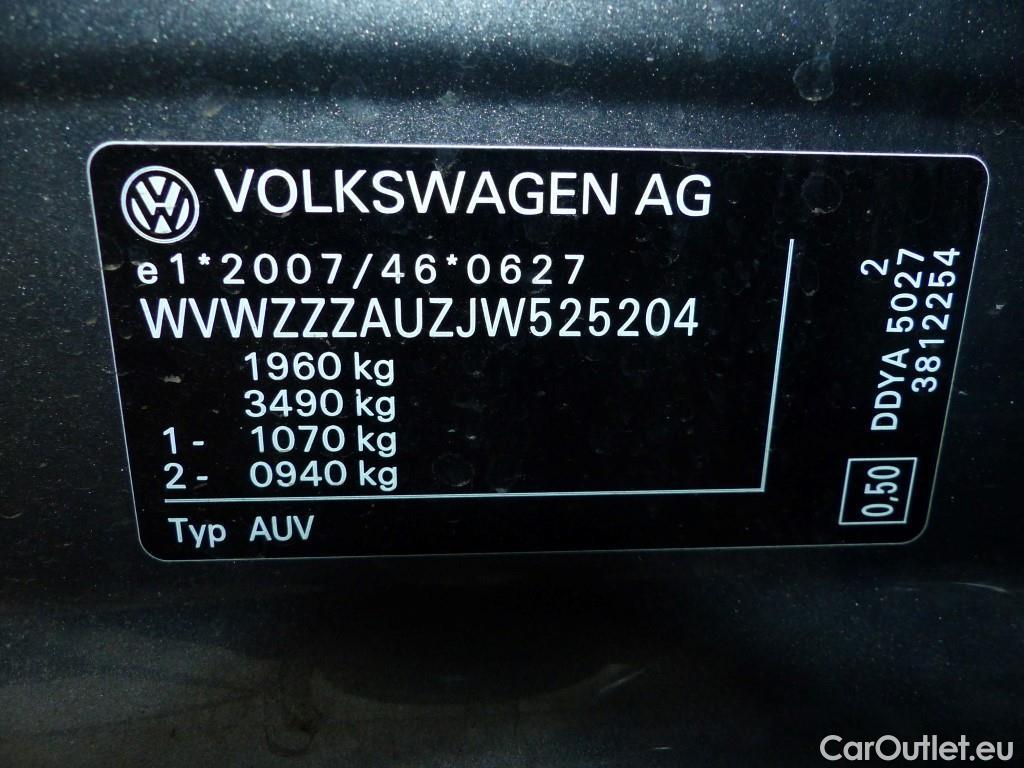 VOLKSWAGEN AG
e1*2007/46*0627
WVWZZZAUZJW525204
1960 kg
3490 kg
1- 1070 kg
2- 0940 kg
Typ AUV
2
DDYA 5027
3812254
0,50
CarOutlet.eu